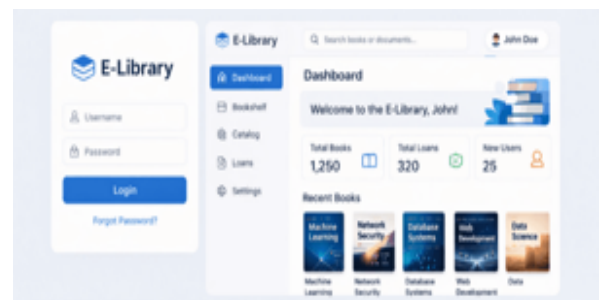 E-Library
Username
Password
Login
Forgot Password?
E-Library
Dashboard
Bookshelf
Catalog
Loans
Settings
Search books or documents...
John Doe
Dashboard
Welcome to the E-Library, John!
Total Books
1,250
Total Loans
320
New Users
25
Recent Books
Machine
Learning
Network
Security
Database
Systems
Web
Development
Data
Science
Machine
Learning
Network
Security
Database
Systems
Web
Development
Data